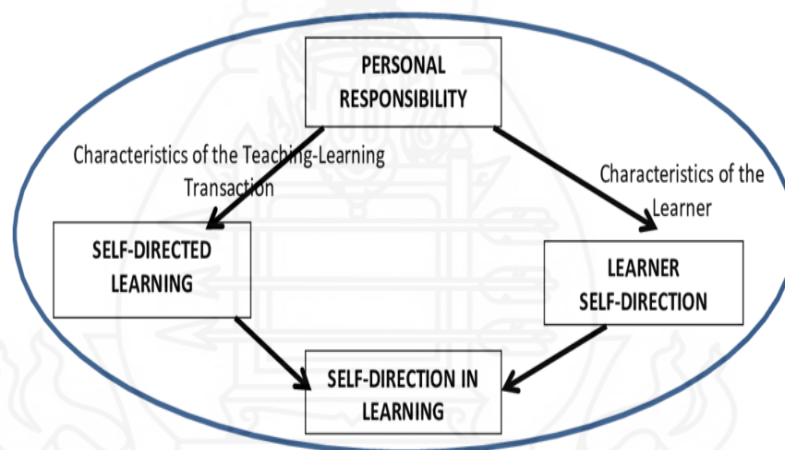 PERSONAL
RESPONSIBILITY
Characteristics of the Teaching-Learning
Transaction
Characteristics of the
Learner
SELF-DIRECTED
LEARNING
LEARNER
SELF-DIRECTION
SELF-DIRECTION IN
LEARNING